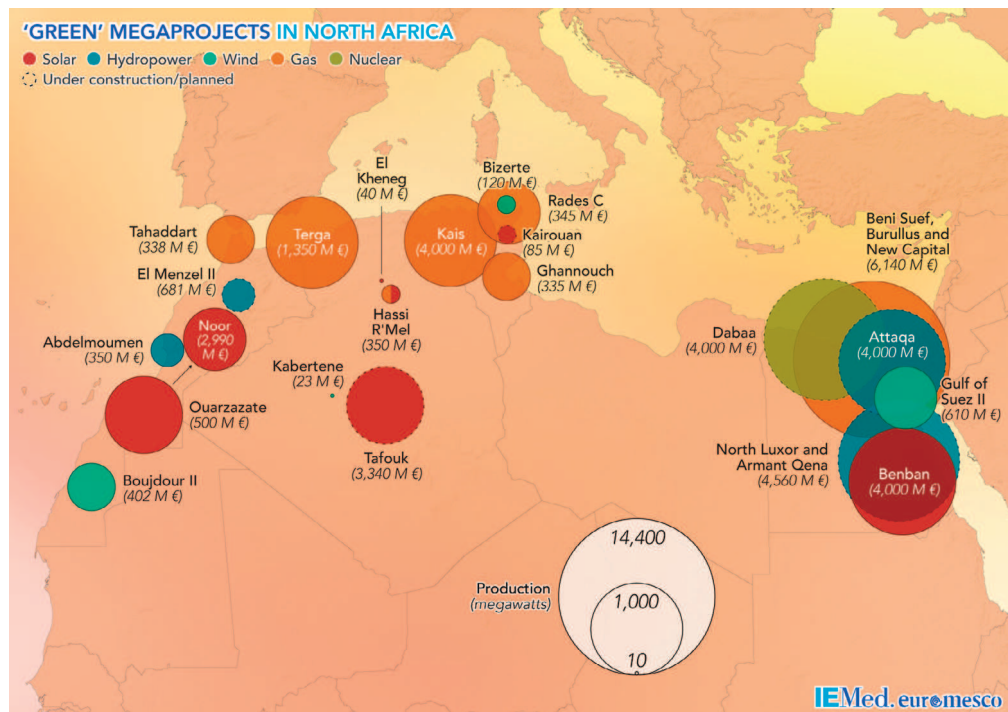 'GREEN' MEGAPROJECTS IN NORTH AFRICA
Solar Hydropower Wind Gas Nuclear
Under construction/planned
El
Kheneg
(40 M €)
Bizerte
(120 M €)
Rades C
(345 M €)
Tahaddart
(338 M €)
Terga
(1,350 M €)
Kais
(4,000 M €)
Kairouan
(85 M €)
Beni Suef,
Burullus and
New Capital
(6,140 M €)
El Menzel II
(681 M €)
Ghannouch
(335 M €)
Noor
(2,990
M €)
Hassi
R'Mel
(350 M €)
Abdelmoumen
(350 M €)
Dabaa
(4,000 M €)
Attaqa
(4,000 M €)
Kabertene
(23 M €)
Gulf of
Suez II
(610 M €)
Ouarzazate
(500 M €)
Tafouk
(3,340 M €)
North Luxor and
Armant Qena
(4,560 M €)
Benban
(4,000 M €)
Boujdour II
(402 M €)
14,400
Production
(megawatts)
1,000
10
IEMed. euromesco